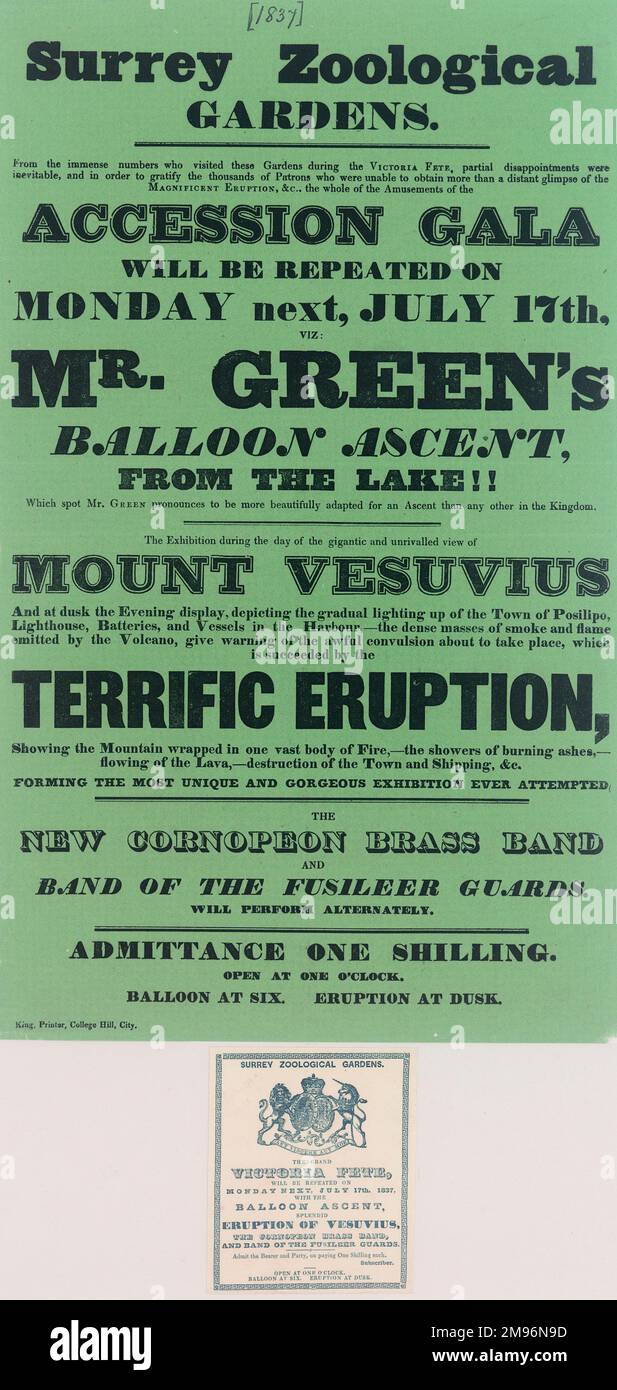 [1837]
Surrey Zoological
GARDENS.
From the immense numbers who visited these Gardens during the VICTORIA FETE, partial disappointments were
inevitable, and in order to gratify the thousands of Patrons who were unable to obtain more than a distant glimpse of the
MAGNIFICENT ERUPTION, &c.. the whole of the Amusements of the
ACCESSION GALA
WILL BE REPEATED ON
MONDAY next, JULY 17th,
VIZ:
MR. GREEN's
BALLOON ASCENT,
FROM THE LAKE!!
Which spot Mr. GREEN pronounces to be more beautifully adapted for an Ascent than any other in the Kingdom.
The Exhibition during the day of the gigantic and unrivalled view of
MOUNT VESUVIUS
And at dusk the Evening display, depicting the gradual lighting up of the Town of Posilipo,
Lighthouse, Batteries, and Vessels in the Harbour,—the dense masses of smoke and flame
emitted by the Volcano, give warning of the awful convulsion about to take place, which
is succeeded by the
TERRIFIC ERUPTION,
Showing the Mountain wrapped in one vast body of Fire,—the showers of burning ashes,—
flowing of the Lava,—destruction of the Town and Shipping, &c.
FORMING THE MOST UNIQUE AND GORGEOUS EXHIBITION EVER ATTEMPTED
THE
NEW CORNOPEON BRASS BAND
AND
BAND OF THE FUSILEER GUARDS.
WILL PERFORM ALTERNATELY.
ADMITTANCE ONE SHILLING.
OPEN AT ONE O'CLOCK.
BALLOON AT SIX. ERUPTION AT DUSK.
King, Printer, College Hill, City.
SURREY ZOOLOGICAL GARDENS.
THE GRAND
VICTORIA FETE,
WILL BE REPEATED ON
MONDAY NEXT, JULY 17th. 1837,
WITH THE
BALLOON ASCENT,
SPLENDID
ERUPTION OF VESUVIUS,
THE CORNOPEON BRASS BAND,
AND BAND OF THE FUSILEER GUARDS.
Admit the Bearer and Party, on paying One Shilling each.
Subscriber.
OPEN AT ONE O'CLOCK.
BALLOON AT SIX. ERUPTION AT DUSK.
alamy
alamy
Image ID: 2M96N9D
www.alamy.com